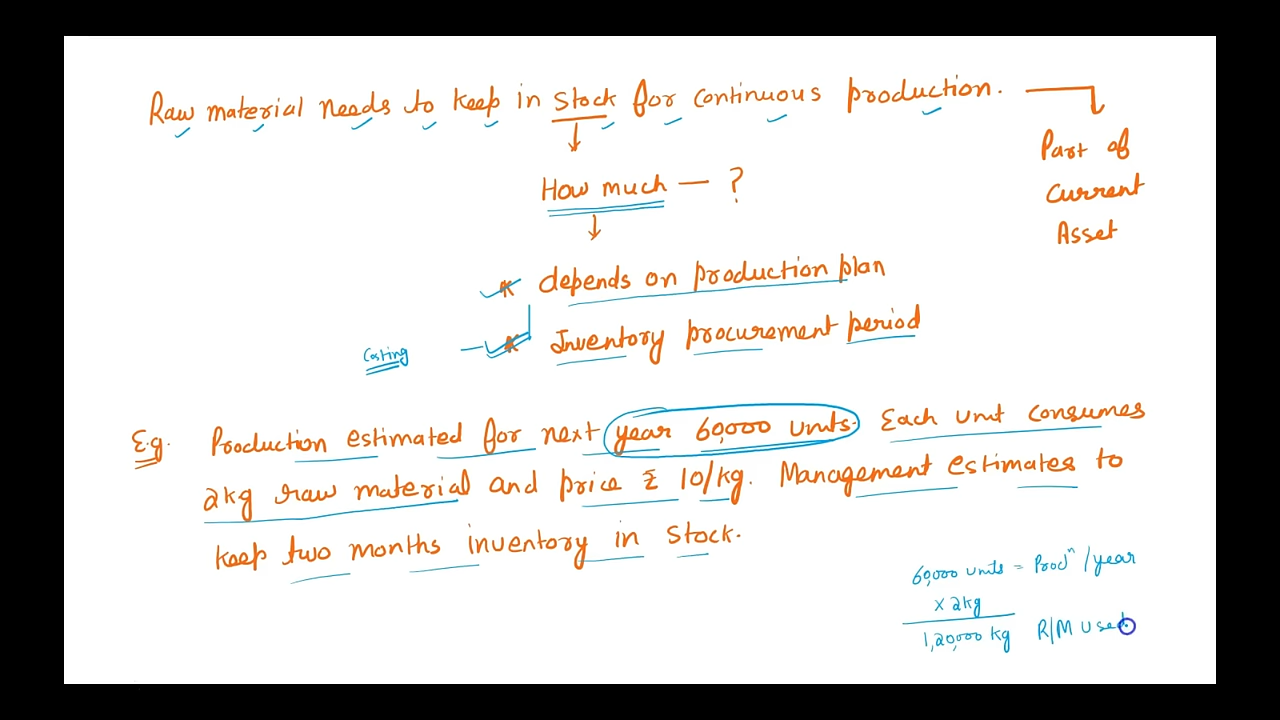 Raw material needs to keep in stock for continuous production.
Part of
Current
Asset
How much — ?
* depends on production plan
* Inventory procurement period
Costing
E.g. Production estimated for next year 60,000 units. Each unit consumes
2kg raw material and price ₹ 10/kg. Management estimates to
keep two months inventory in stock.
60,000 units = Prodⁿ/year
x 2kg
1,20,000 kg R/M used